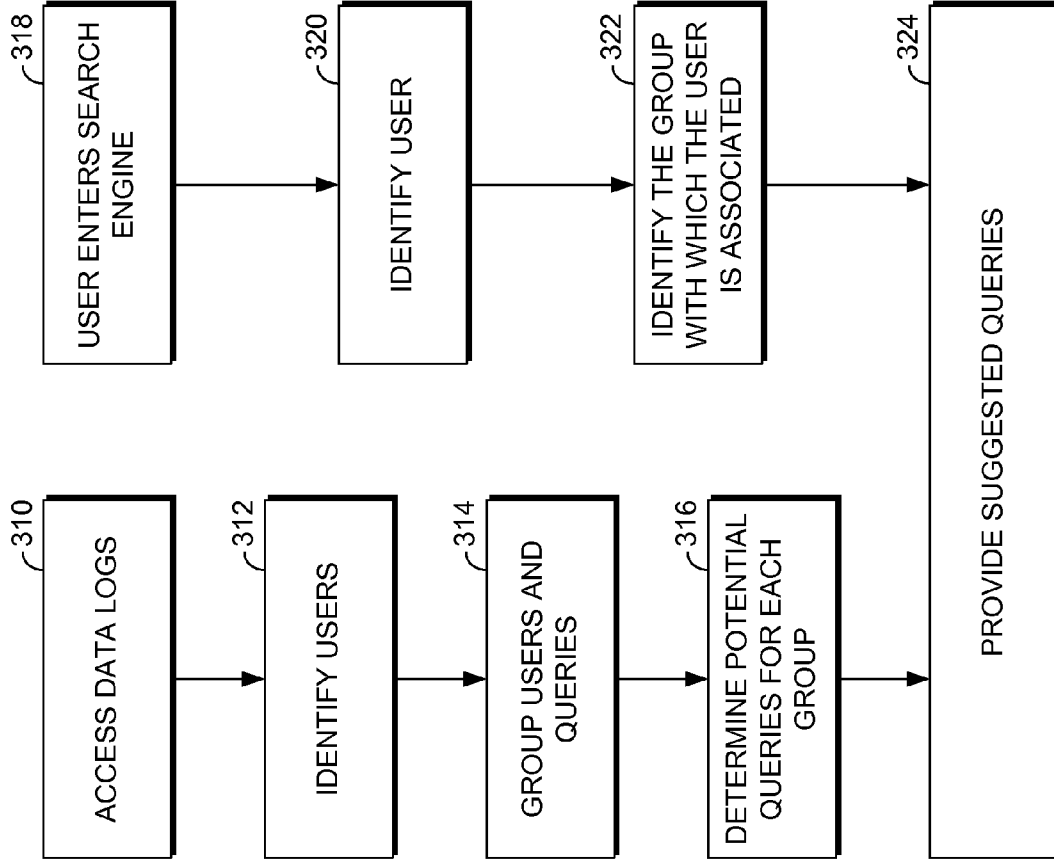 310
ACCESS DATA LOGS
312
IDENTIFY USERS
314
GROUP USERS AND
QUERIES
316
DETERMINE POTENTIAL
QUERIES FOR EACH
GROUP
318
USER ENTERS SEARCH
ENGINE
320
IDENTIFY USER
322
IDENTIFY THE GROUP
WITH WHICH THE USER
IS ASSOCIATED
324
PROVIDE SUGGESTED QUERIES